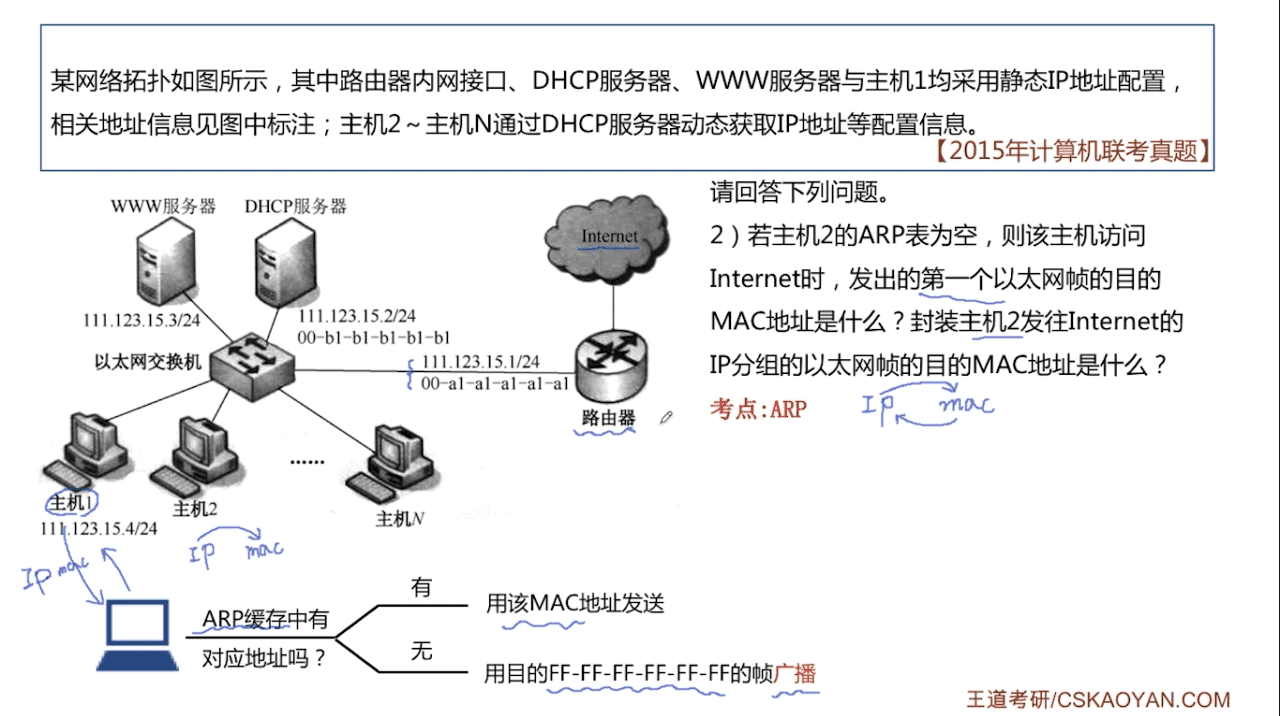 某网络拓扑如图所示，其中路由器内网接口、DHCP服务器、WWW服务器与主机1均采用静态IP地址配置，
相关地址信息见图中标注；主机2～主机N通过DHCP服务器动态获取IP地址等配置信息。
【2015年计算机联考真题】
请回答下列问题。
2）若主机2的ARP表为空，则该主机访问
Internet时，发出的第一个以太网帧的目的
MAC地址是什么？封装主机2发往Internet的
IP分组的以太网帧的目的MAC地址是什么？
考点:ARP
IP mac
WWW服务器
DHCP服务器
Internet
111.123.15.3/24
111.123.15.2/24
00-b1-b1-b1-b1-b1
以太网交换机
111.123.15.1/24
00-a1-a1-a1-a1-a1
路由器
......
主机1
主机2
主机N
111.123.15.4/24
IP mac
IP mac
ARP缓存中有
对应地址吗？
有
用该MAC地址发送
无
用目的FF-FF-FF-FF-FF-FF的帧广播
王道考研/CSKAOYAN.COM